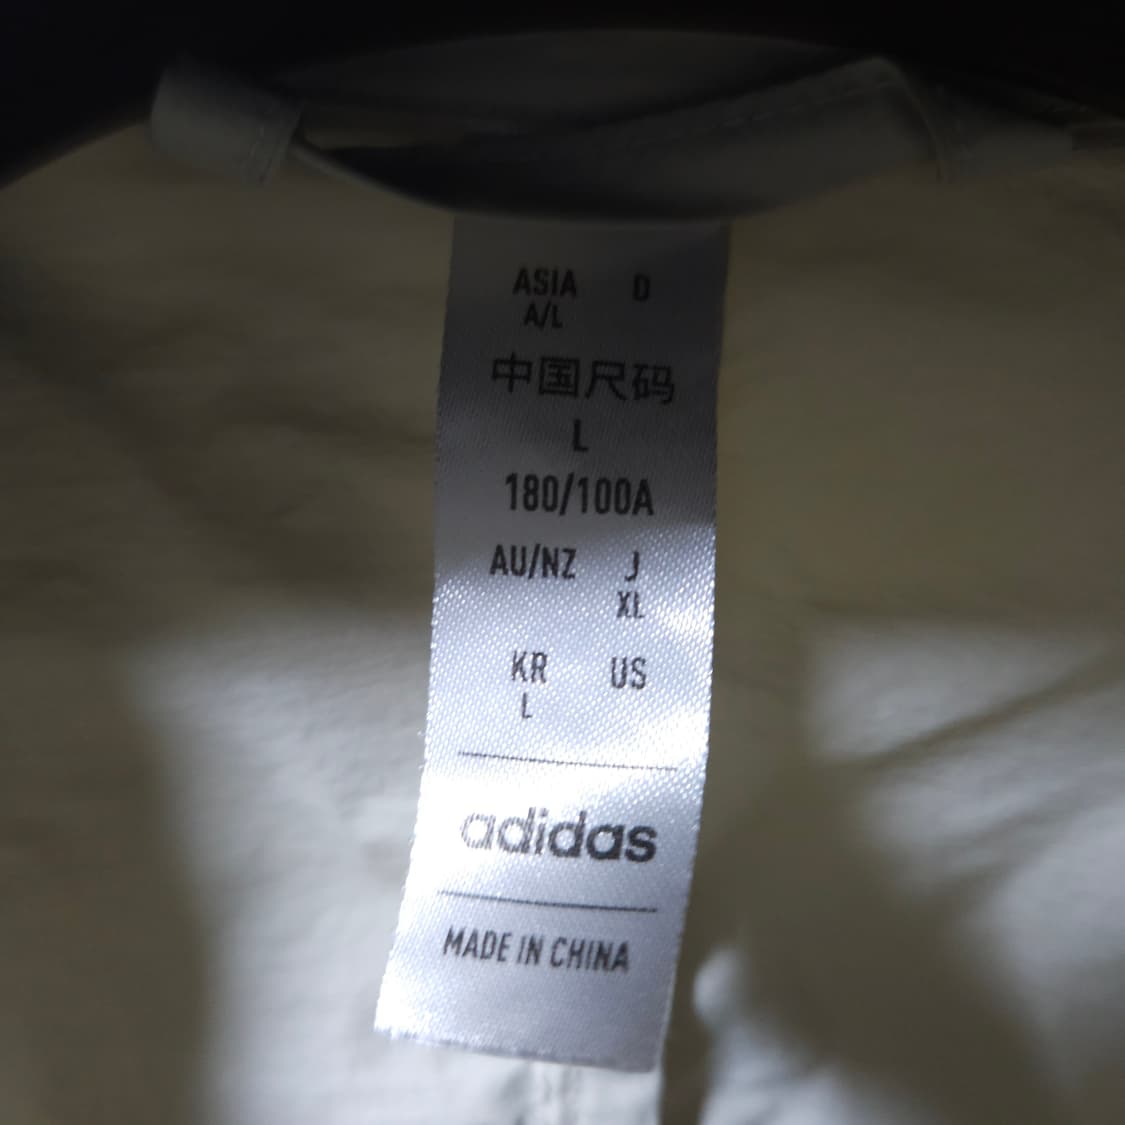 ASIA D
A/L
中国尺码
L
180/100A
AU/NZ J
XL
KR US
L
adidas
MADE IN CHINA